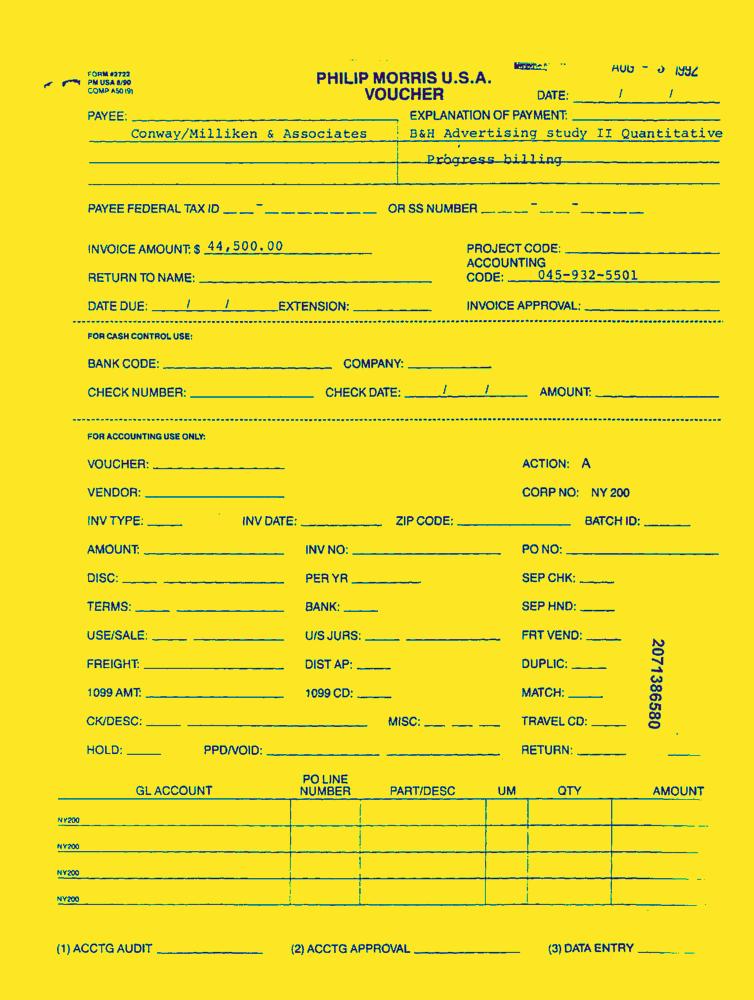 FORM #2722
PM USA 8/90
COMP A50 (9)
AUG - 5 1992
PHILIP MORRIS U.S.A.
VOUCHER
DATE: / /
PAYEE: EXPLANATION OF PAYMENT:
Conway/Milliken & Associates B&H Advertising study II Quantitative
Progress billing
PAYEE FEDERAL TAX ID - OR SS NUMBER - -
INVOICE AMOUNT: $ 44,500.00 PROJECT CODE:
ACCOUNTING
RETURN TO NAME: CODE: 045-932-5501
DATE DUE: / / EXTENSION: INVOICE APPROVAL:
FOR CASH CONTROL USE:
BANK CODE: COMPANY:
CHECK NUMBER: CHECK DATE: / / AMOUNT:
FOR ACCOUNTING USE ONLY:
VOUCHER: ACTION: A
VENDOR: CORP NO: NY 200
INV TYPE: INV DATE: ZIP CODE: BATCH ID:
AMOUNT: INV NO: PO NO:
DISC: PER YR SEP CHK:
TERMS: BANK: SEP HND:
USE/SALE: U/S JURS: FRT VEND:
FREIGHT: DIST AP: DUPLIC:
1099 AMT: 1099 CD: MATCH:
CK/DESC: MISC: TRAVEL CD:
HOLD: PPD/VOID: RETURN:
2071386580
PO LINE
GL ACCOUNT NUMBER PART/DESC UM QTY AMOUNT
NY200
NY200
NY200
NY200
(1) ACCTG AUDIT (2) ACCTG APPROVAL (3) DATA ENTRY